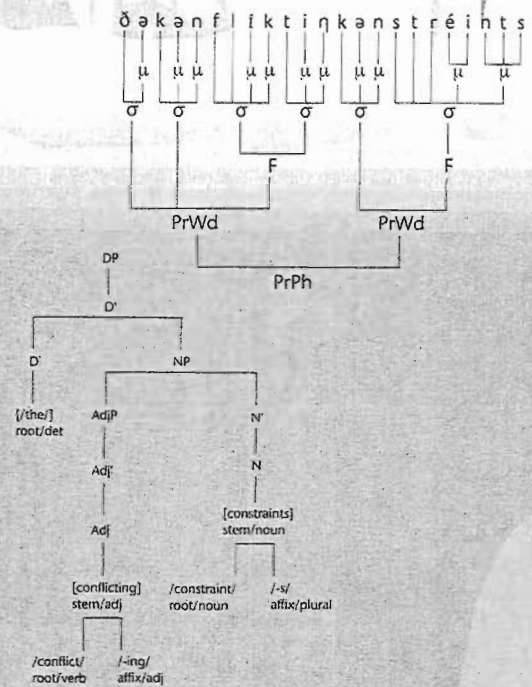 ð ə k ə n f l í k t i ŋ k ə n s t r é i n t s
μ μ μ μ μ μ μ μ μ μ μ
σ σ σ σ σ σ
F F
PrWd PrWd
PrPh
DP
D'
D' NP
[/the/] AdjP N'
root/det
Adj' N
Adj [constraints]
stem/noun
[conflicting] /constraint/ /-s/
stem/adj root/noun affix/plural
/conflict/ /-ing/
root/verb affix/adj